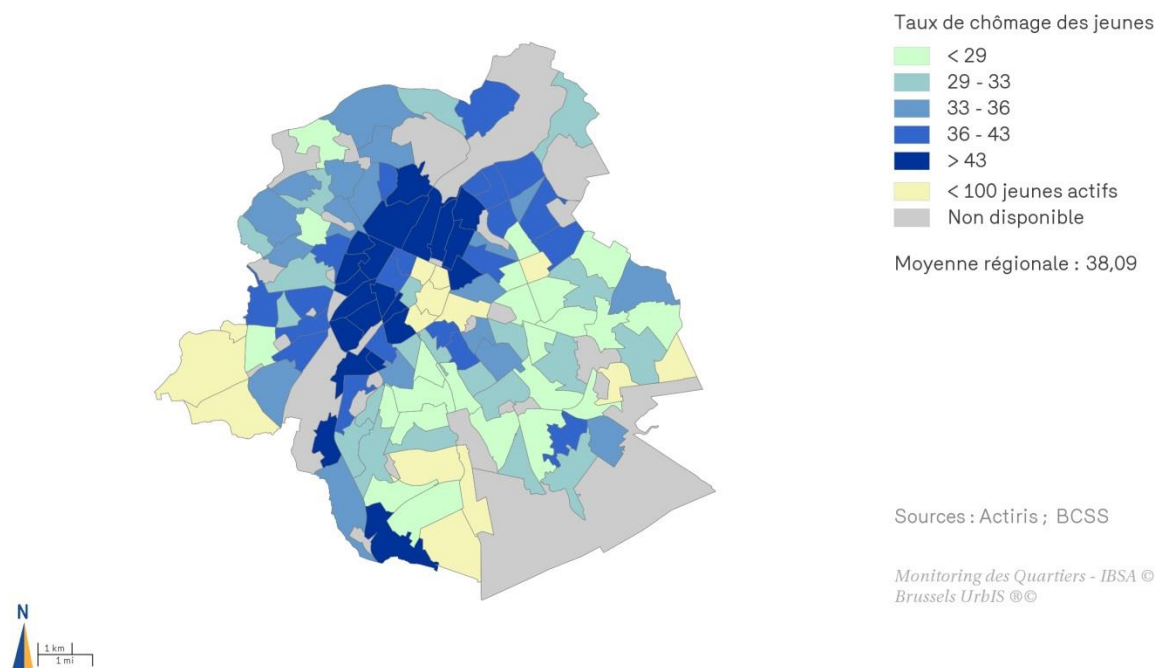 Taux de chômage des jeunes
< 29
29 - 33
33 - 36
36 - 43
> 43
< 100 jeunes actifs
Non disponible
Moyenne régionale : 38,09
Sources : Actiris ; BCSS
Monitoring des Quartiers - IBSA ©
Brussels UrbIS ®©
N
1 km
1 mi